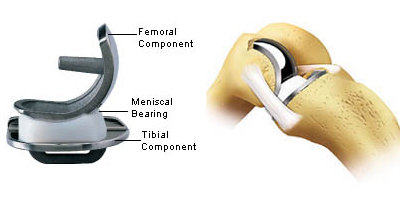 Femoral
Component
Meniscal
Bearing
Tibial
Component